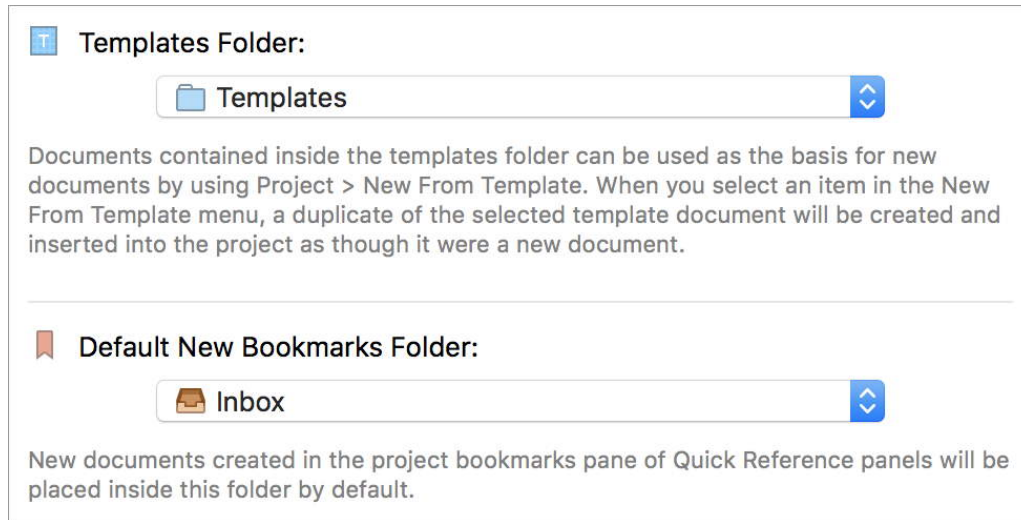 T
Templates Folder:
Templates
Documents contained inside the templates folder can be used as the basis for new
documents by using Project > New From Template. When you select an item in the New
From Template menu, a duplicate of the selected template document will be created and
inserted into the project as though it were a new document.
Default New Bookmarks Folder:
Inbox
New documents created in the project bookmarks pane of Quick Reference panels will be
placed inside this folder by default.